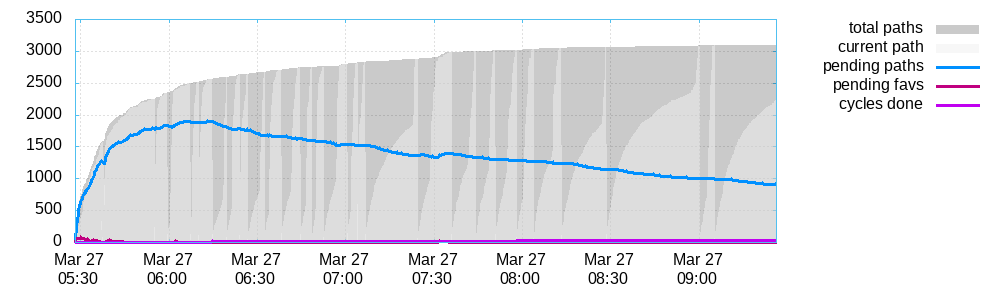 3500
3000
2500
2000
1500
1000
500
0
Mar 27 Mar 27 Mar 27 Mar 27 Mar 27 Mar 27 Mar 27 Mar 27
05:30 06:00 06:30 07:00 07:30 08:00 08:30 09:00
total paths
current path
pending paths
pending favs
cycles done